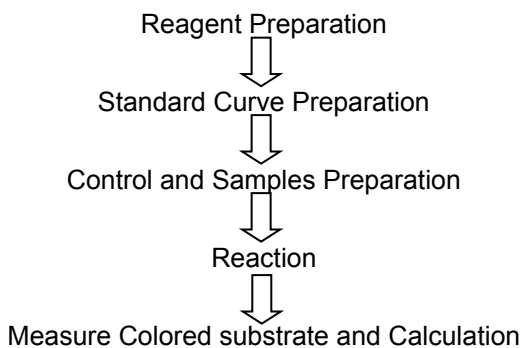 Reagent Preparation
Standard Curve Preparation
Control and Samples Preparation
Reaction
Measure Colored substrate and Calculation